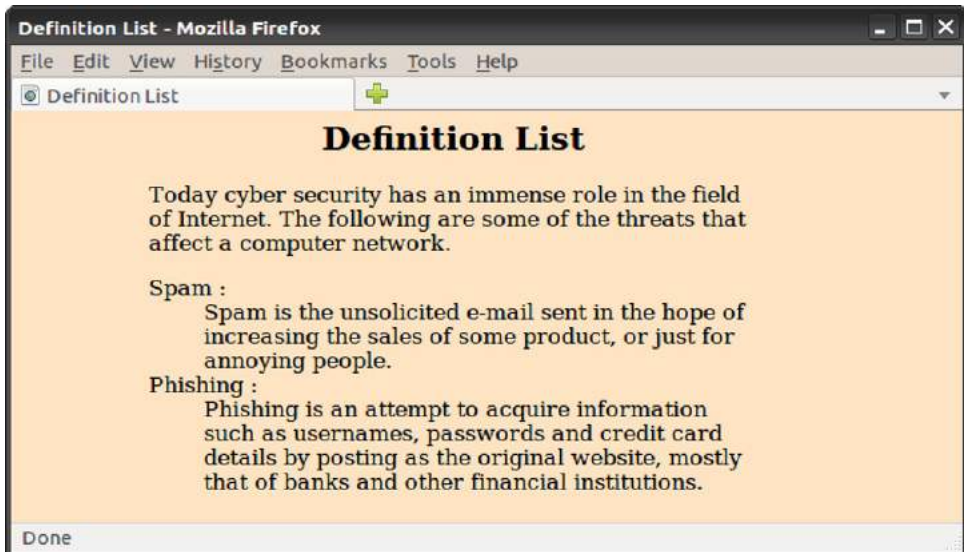 Definition List - Mozilla Firefox
File Edit View History Bookmarks Tools Help
Definition List
Definition List
Today cyber security has an immense role in the field
of Internet. The following are some of the threats that
affect a computer network.
Spam :
Spam is the unsolicited e-mail sent in the hope of
increasing the sales of some product, or just for
annoying people.
Phishing :
Phishing is an attempt to acquire information
such as usernames, passwords and credit card
details by posting as the original website, mostly
that of banks and other financial institutions.
Done